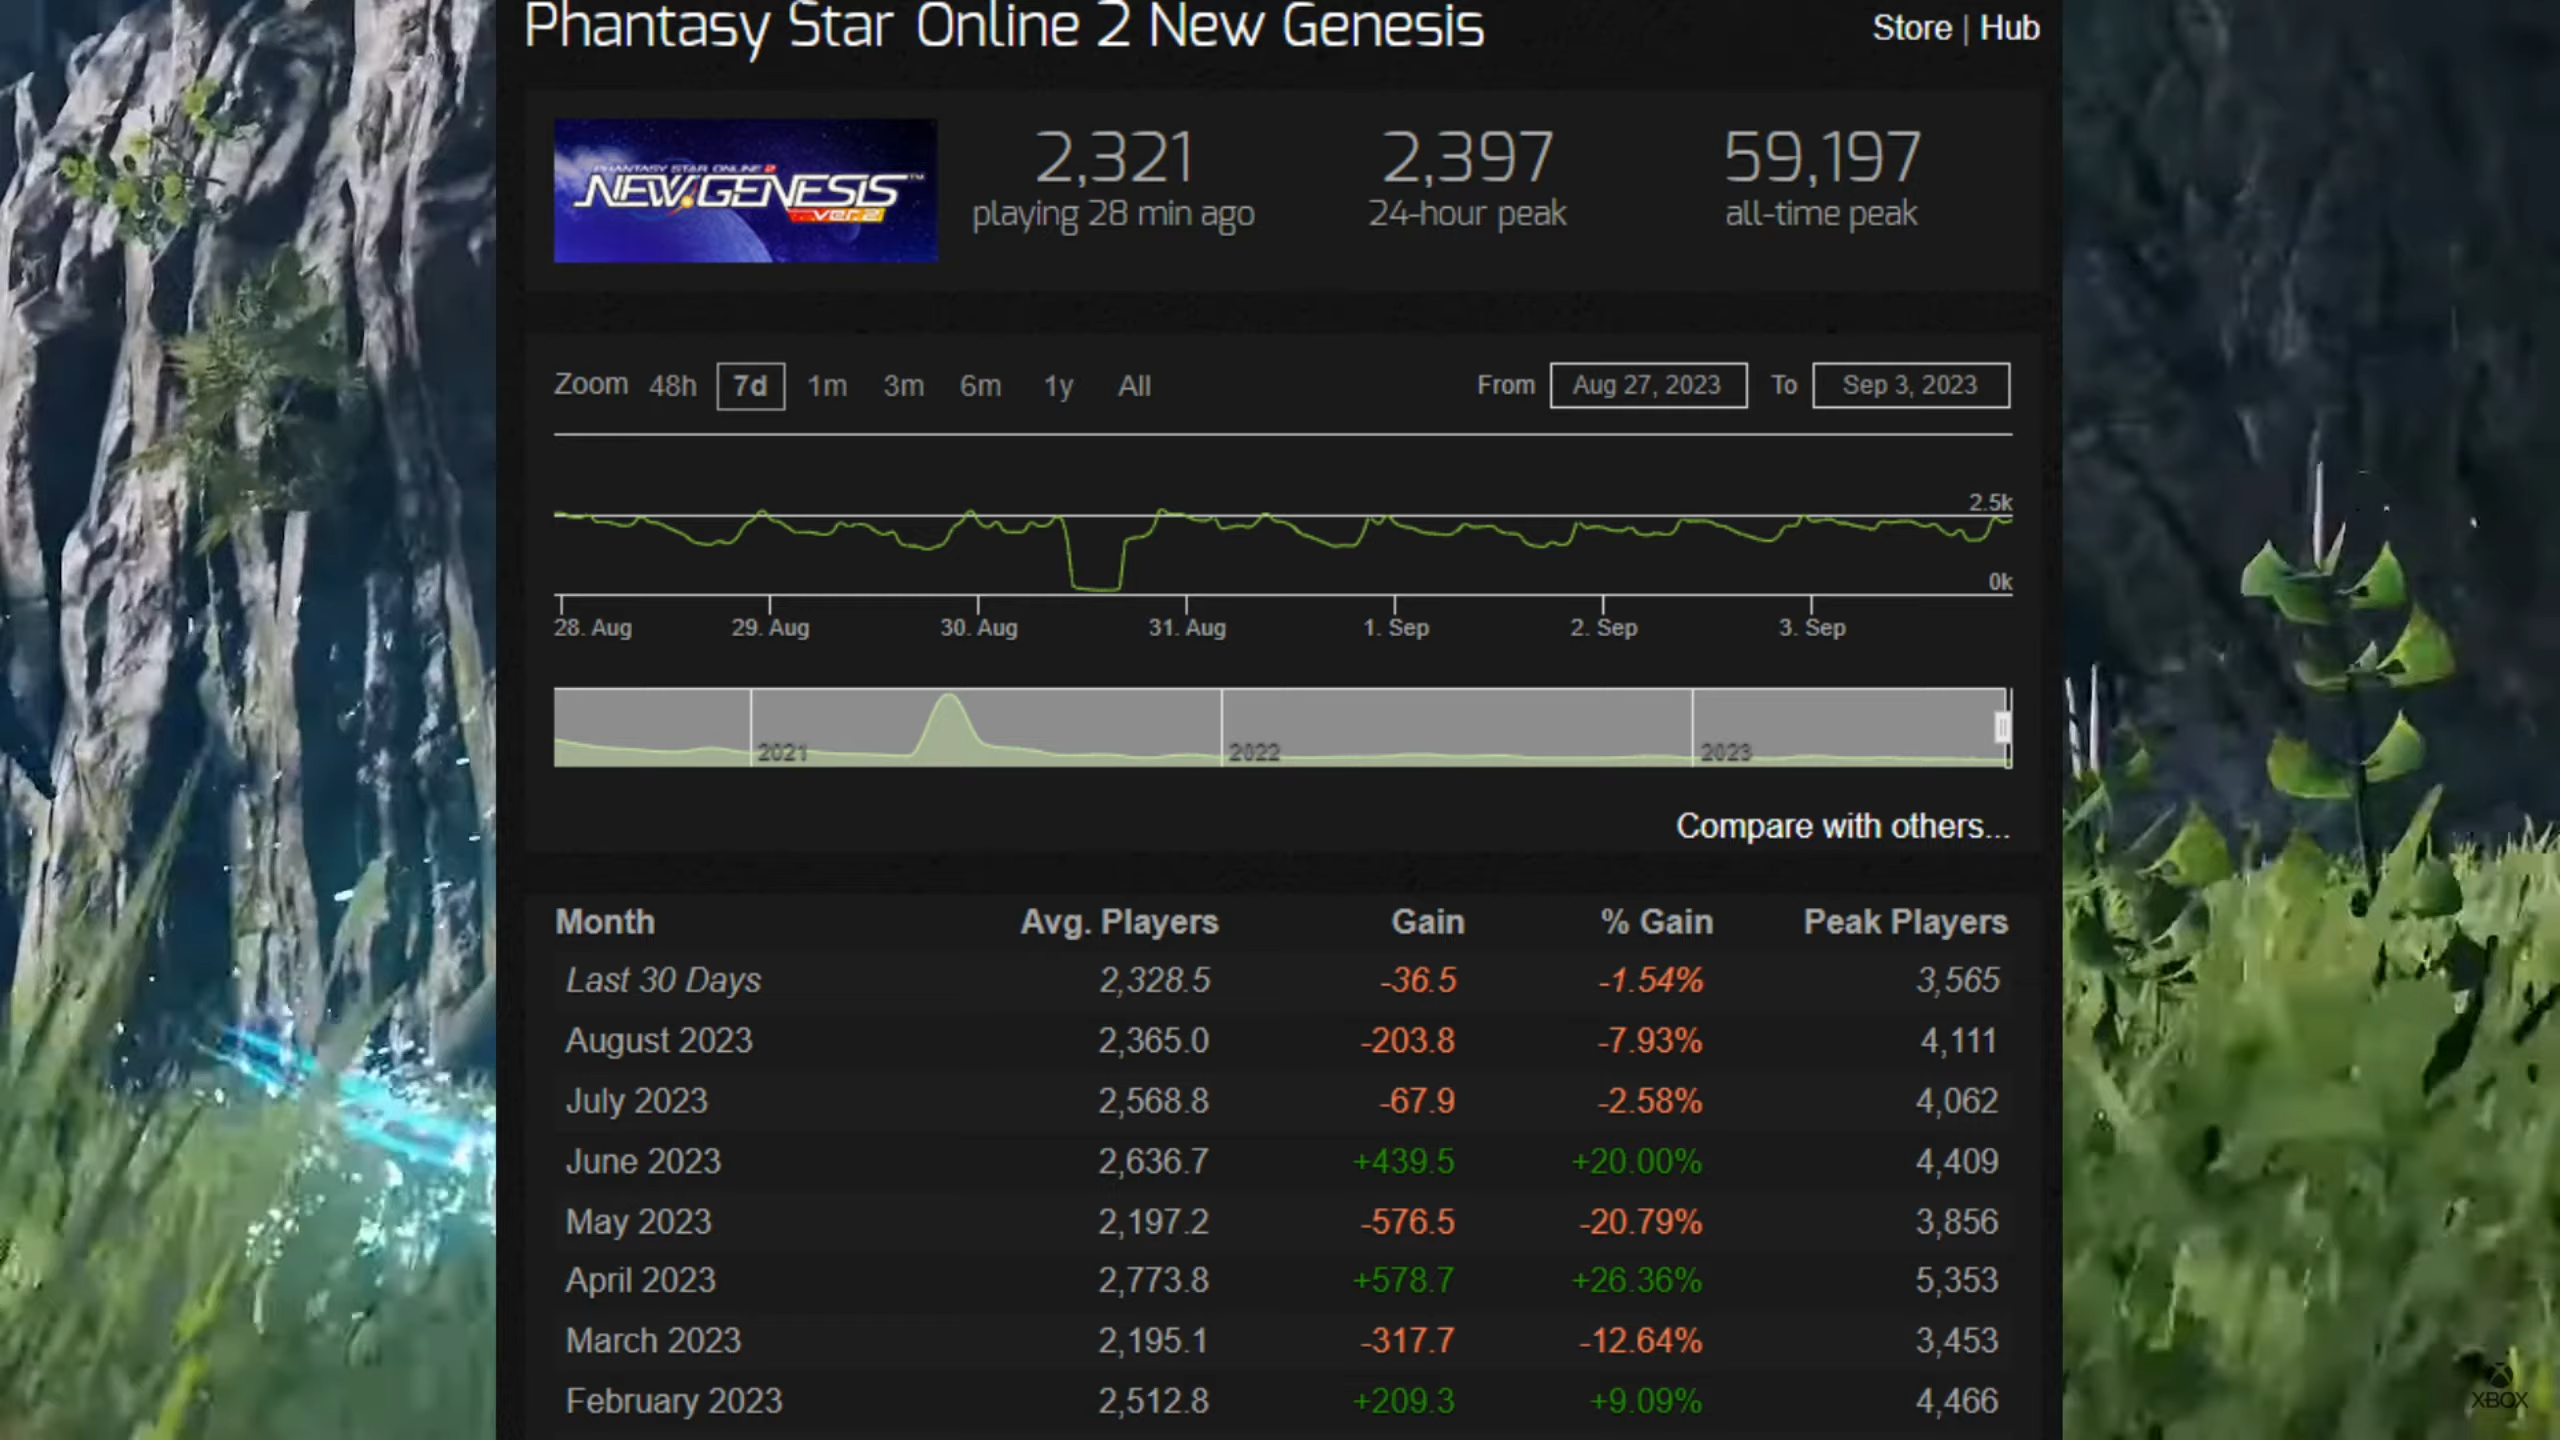 Phantasy Star Online 2 New Genesis
Store | Hub
PHANTASY STAR ONLINE 2
NEW GENESIS™
ver.2
2,321
playing 28 min ago
2,397
24-hour peak
59,197
all-time peak
Zoom 48h 7d 1m 3m 6m 1y All
From Aug 27, 2023 To Sep 3, 2023
2.5k
0k
28. Aug 29. Aug 30. Aug 31. Aug 1. Sep 2. Sep 3. Sep
2021 2022 2023
Compare with others...
Month Avg. Players Gain % Gain Peak Players
Last 30 Days 2,328.5 -36.5 -1.54% 3,565
August 2023 2,365.0 -203.8 -7.93% 4,111
July 2023 2,568.8 -67.9 -2.58% 4,062
June 2023 2,636.7 +439.5 +20.00% 4,409
May 2023 2,197.2 -576.5 -20.79% 3,856
April 2023 2,773.8 +578.7 +26.36% 5,353
March 2023 2,195.1 -317.7 -12.64% 3,453
February 2023 2,512.8 +209.3 +9.09% 4,466
XBOX